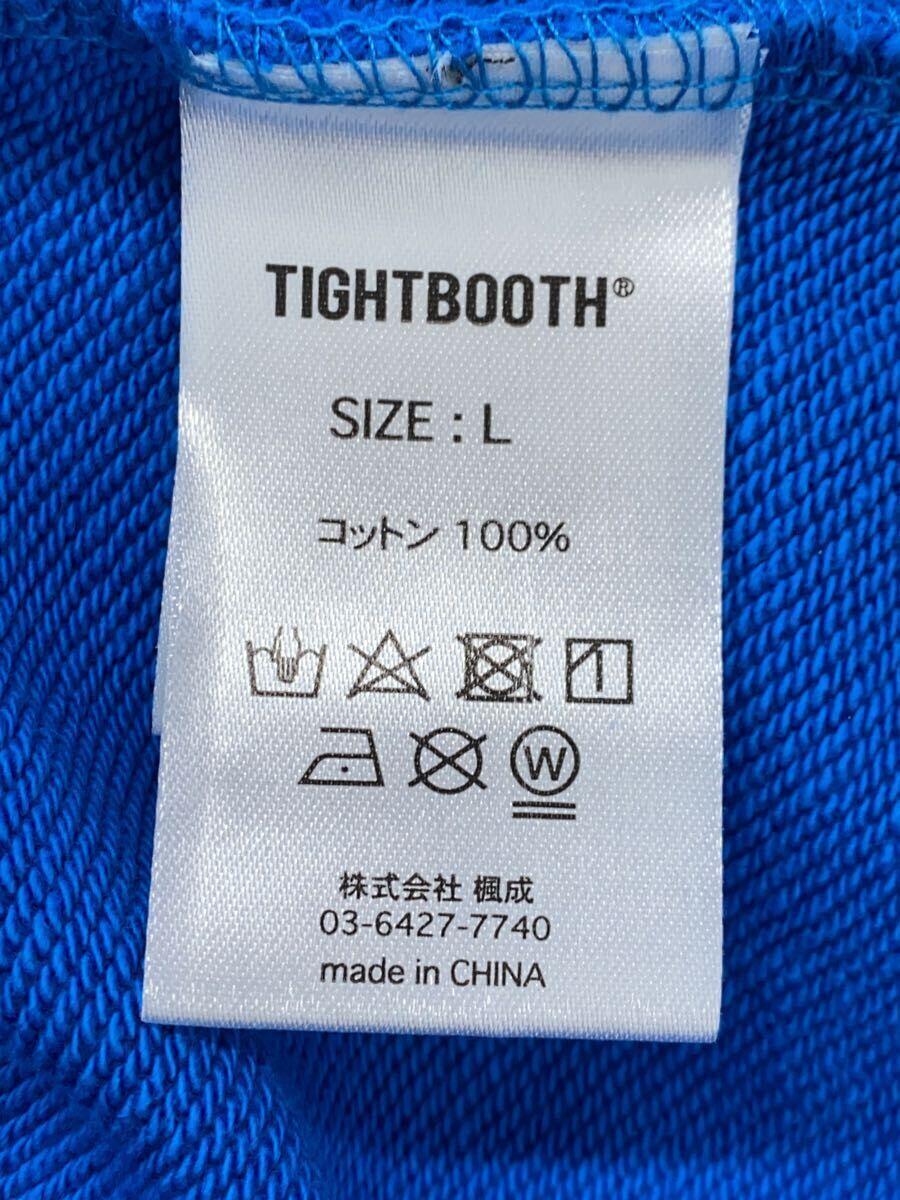 TIGHTBOOTH®
SIZE : L
コットン 100%
W
株式会社 楓成
03-6427-7740
made in CHINA